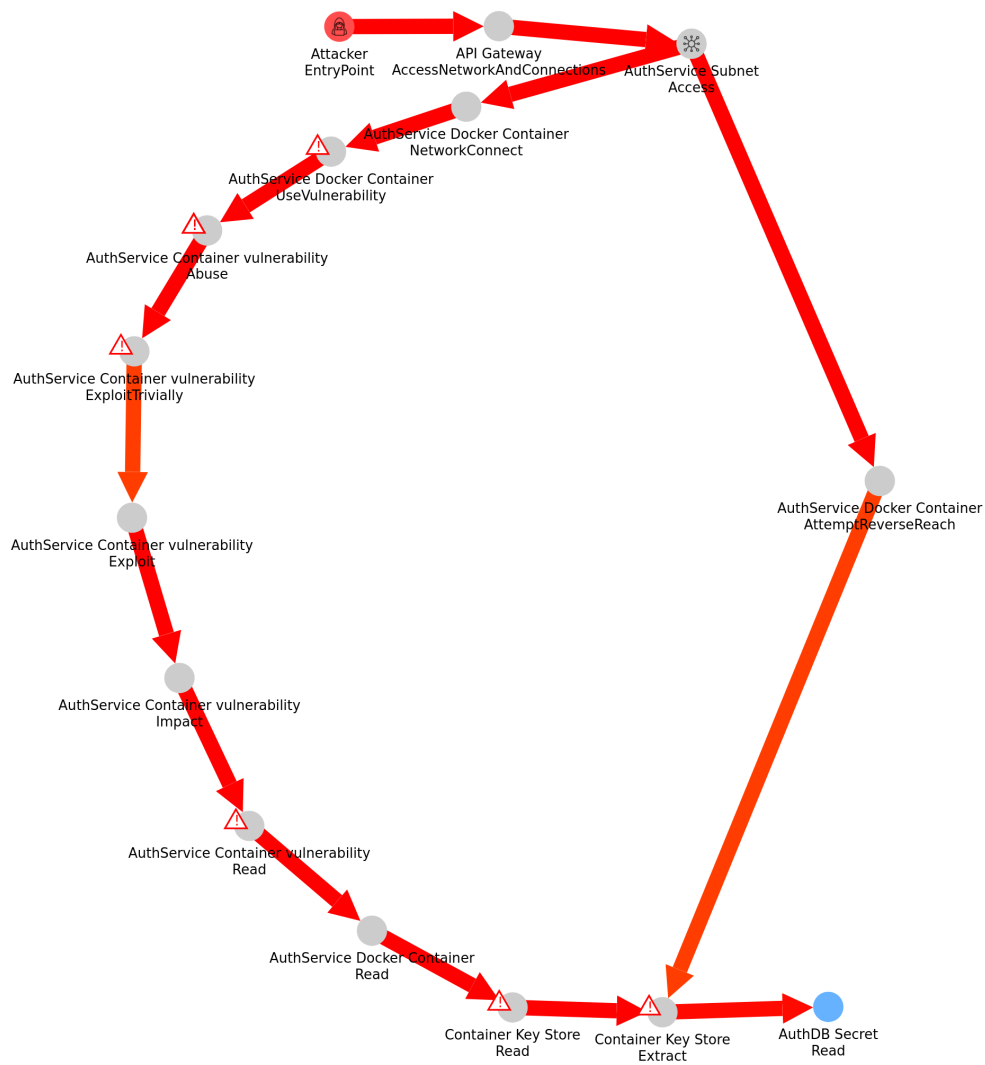 Attacker
EntryPoint
API Gateway
AccessNetworkAndConnections
AuthService Subnet
Access
AuthService Docker Container
NetworkConnect
AuthService Docker Container
UseVulnerability
AuthService Container vulnerability
Abuse
AuthService Container vulnerability
ExploitTrivially
AuthService Docker Container
AttemptReverseReach
AuthService Container vulnerability
Exploit
AuthService Container vulnerability
Impact
AuthService Container vulnerability
Read
AuthService Docker Container
Read
Container Key Store
Read
Container Key Store
Extract
AuthDB Secret
Read